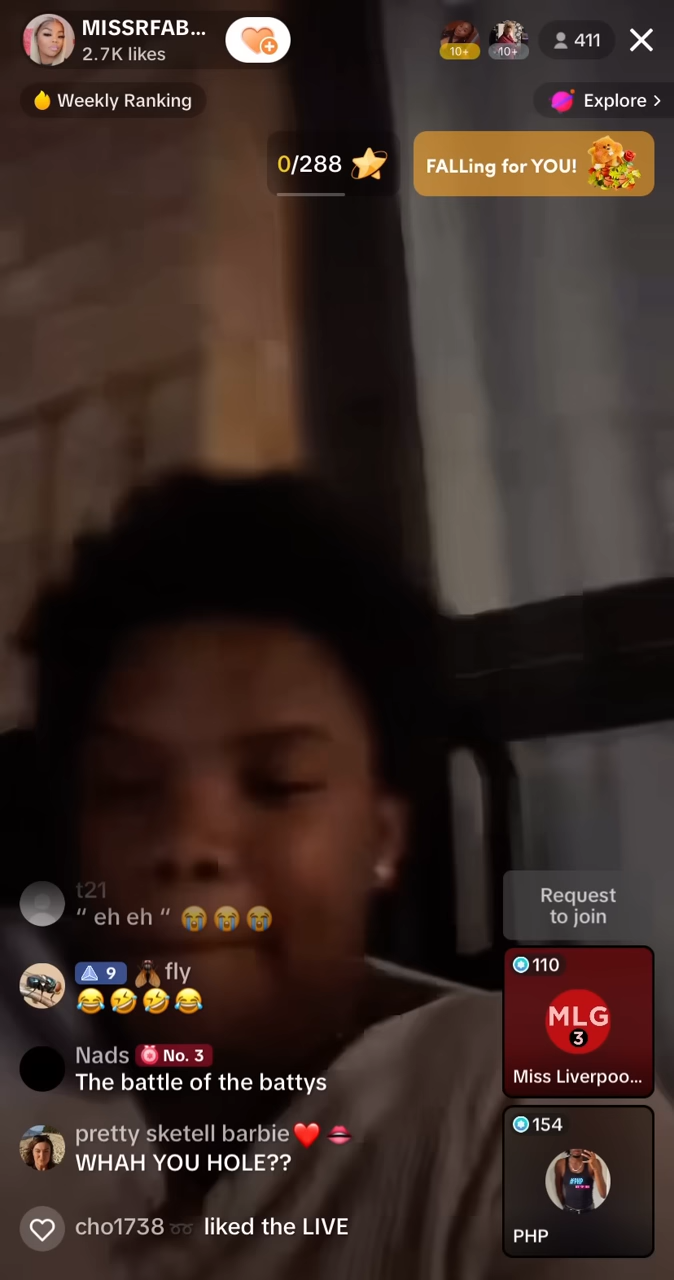 MISSRFAB...
2.7K likes
10+
10+
411
Weekly Ranking
Explore >
0/288
FALLing for YOU!
t21
“ eh eh “ 😭😭😭
9 🪰fly
😂🤣🤣😂
Nads No. 3
The battle of the battys
pretty sketell barbie❤️🫦
WHAH YOU HOLE??
cho1738➿ liked the LIVE
Request
to join
110
MLG
3
Miss Liverpoo...
154
PHP